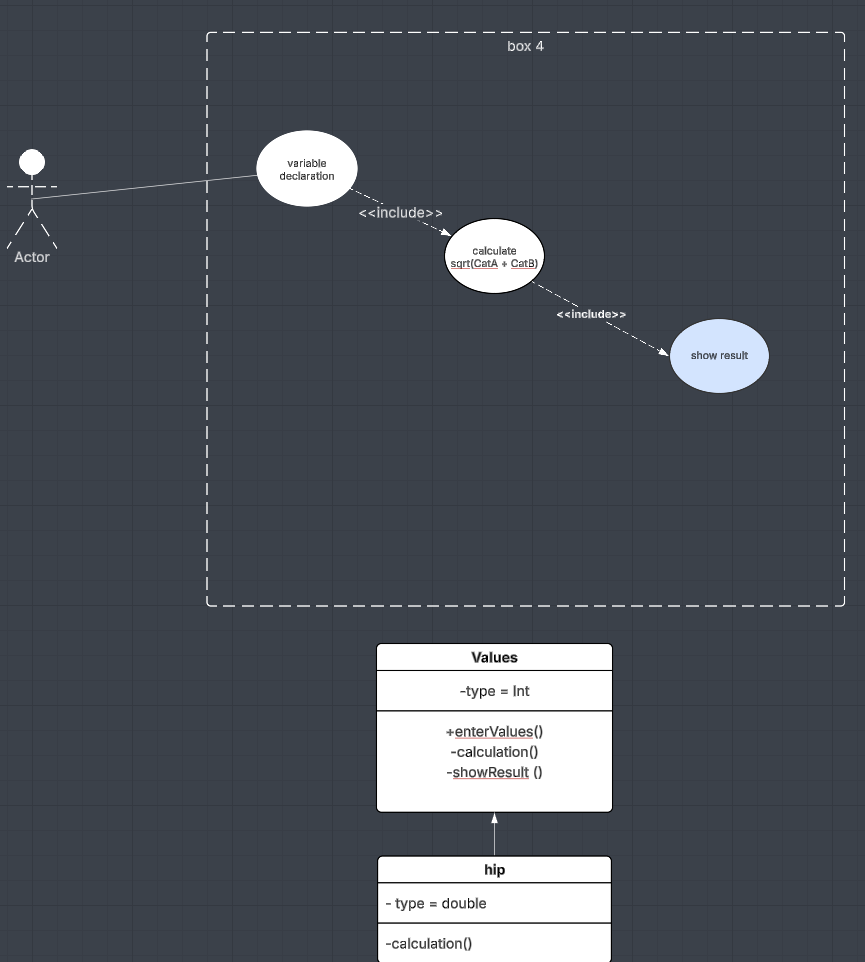 box 4
variable
declaration
<<include>>
Actor
calculate
sqrt(CatA + CatB)
<<include>>
show result
Values
-type = Int
+enterValues()
-calculation()
-showResult ()
hip
- type = double
-calculation()